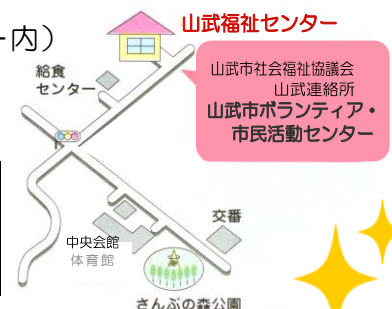 ー内）
山武福祉センター
山武市社会福祉協議会
山武連絡所
山武市ボランティア・
市民活動センター
給食
センター
交番
中央会館
体育館
さんぶの森公園